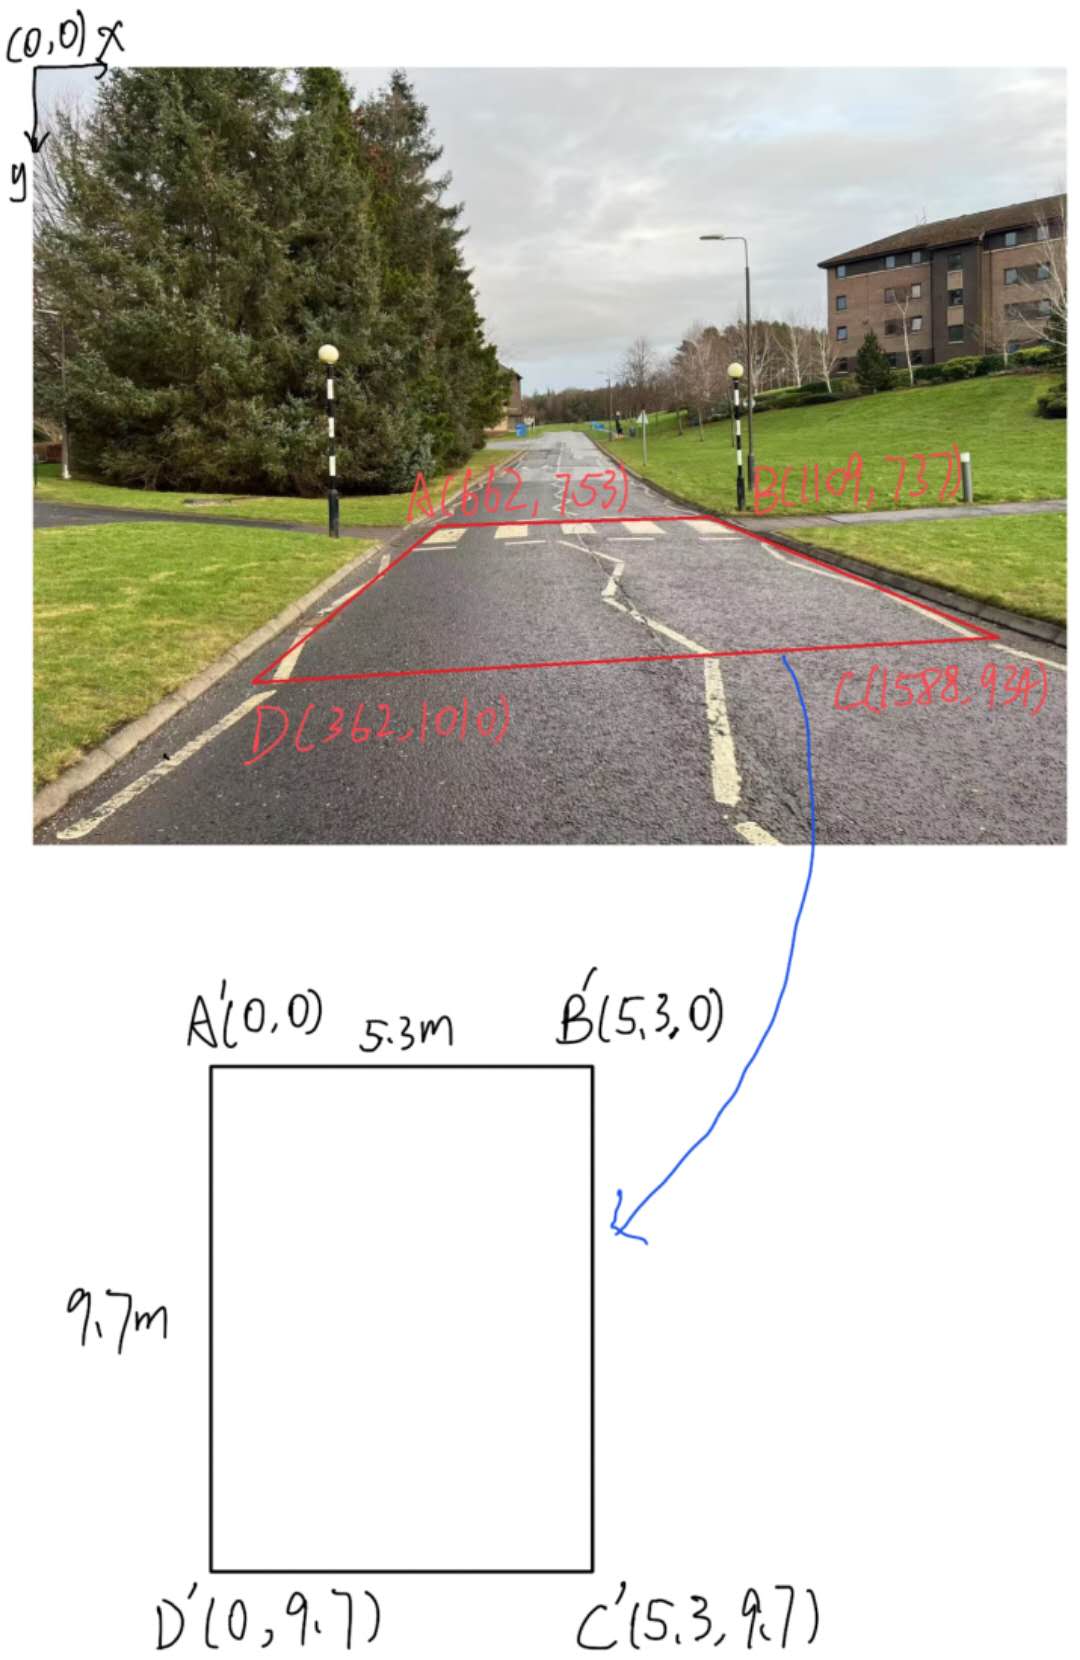 (0,0) x
y
A(662,753)
B(1109,737)
C(1588,934)
D(362,1010)
A'(0,0)
5.3m
B'(5.3,0)
9.7m
D'(0,9.7)
C'(5.3,9.7)